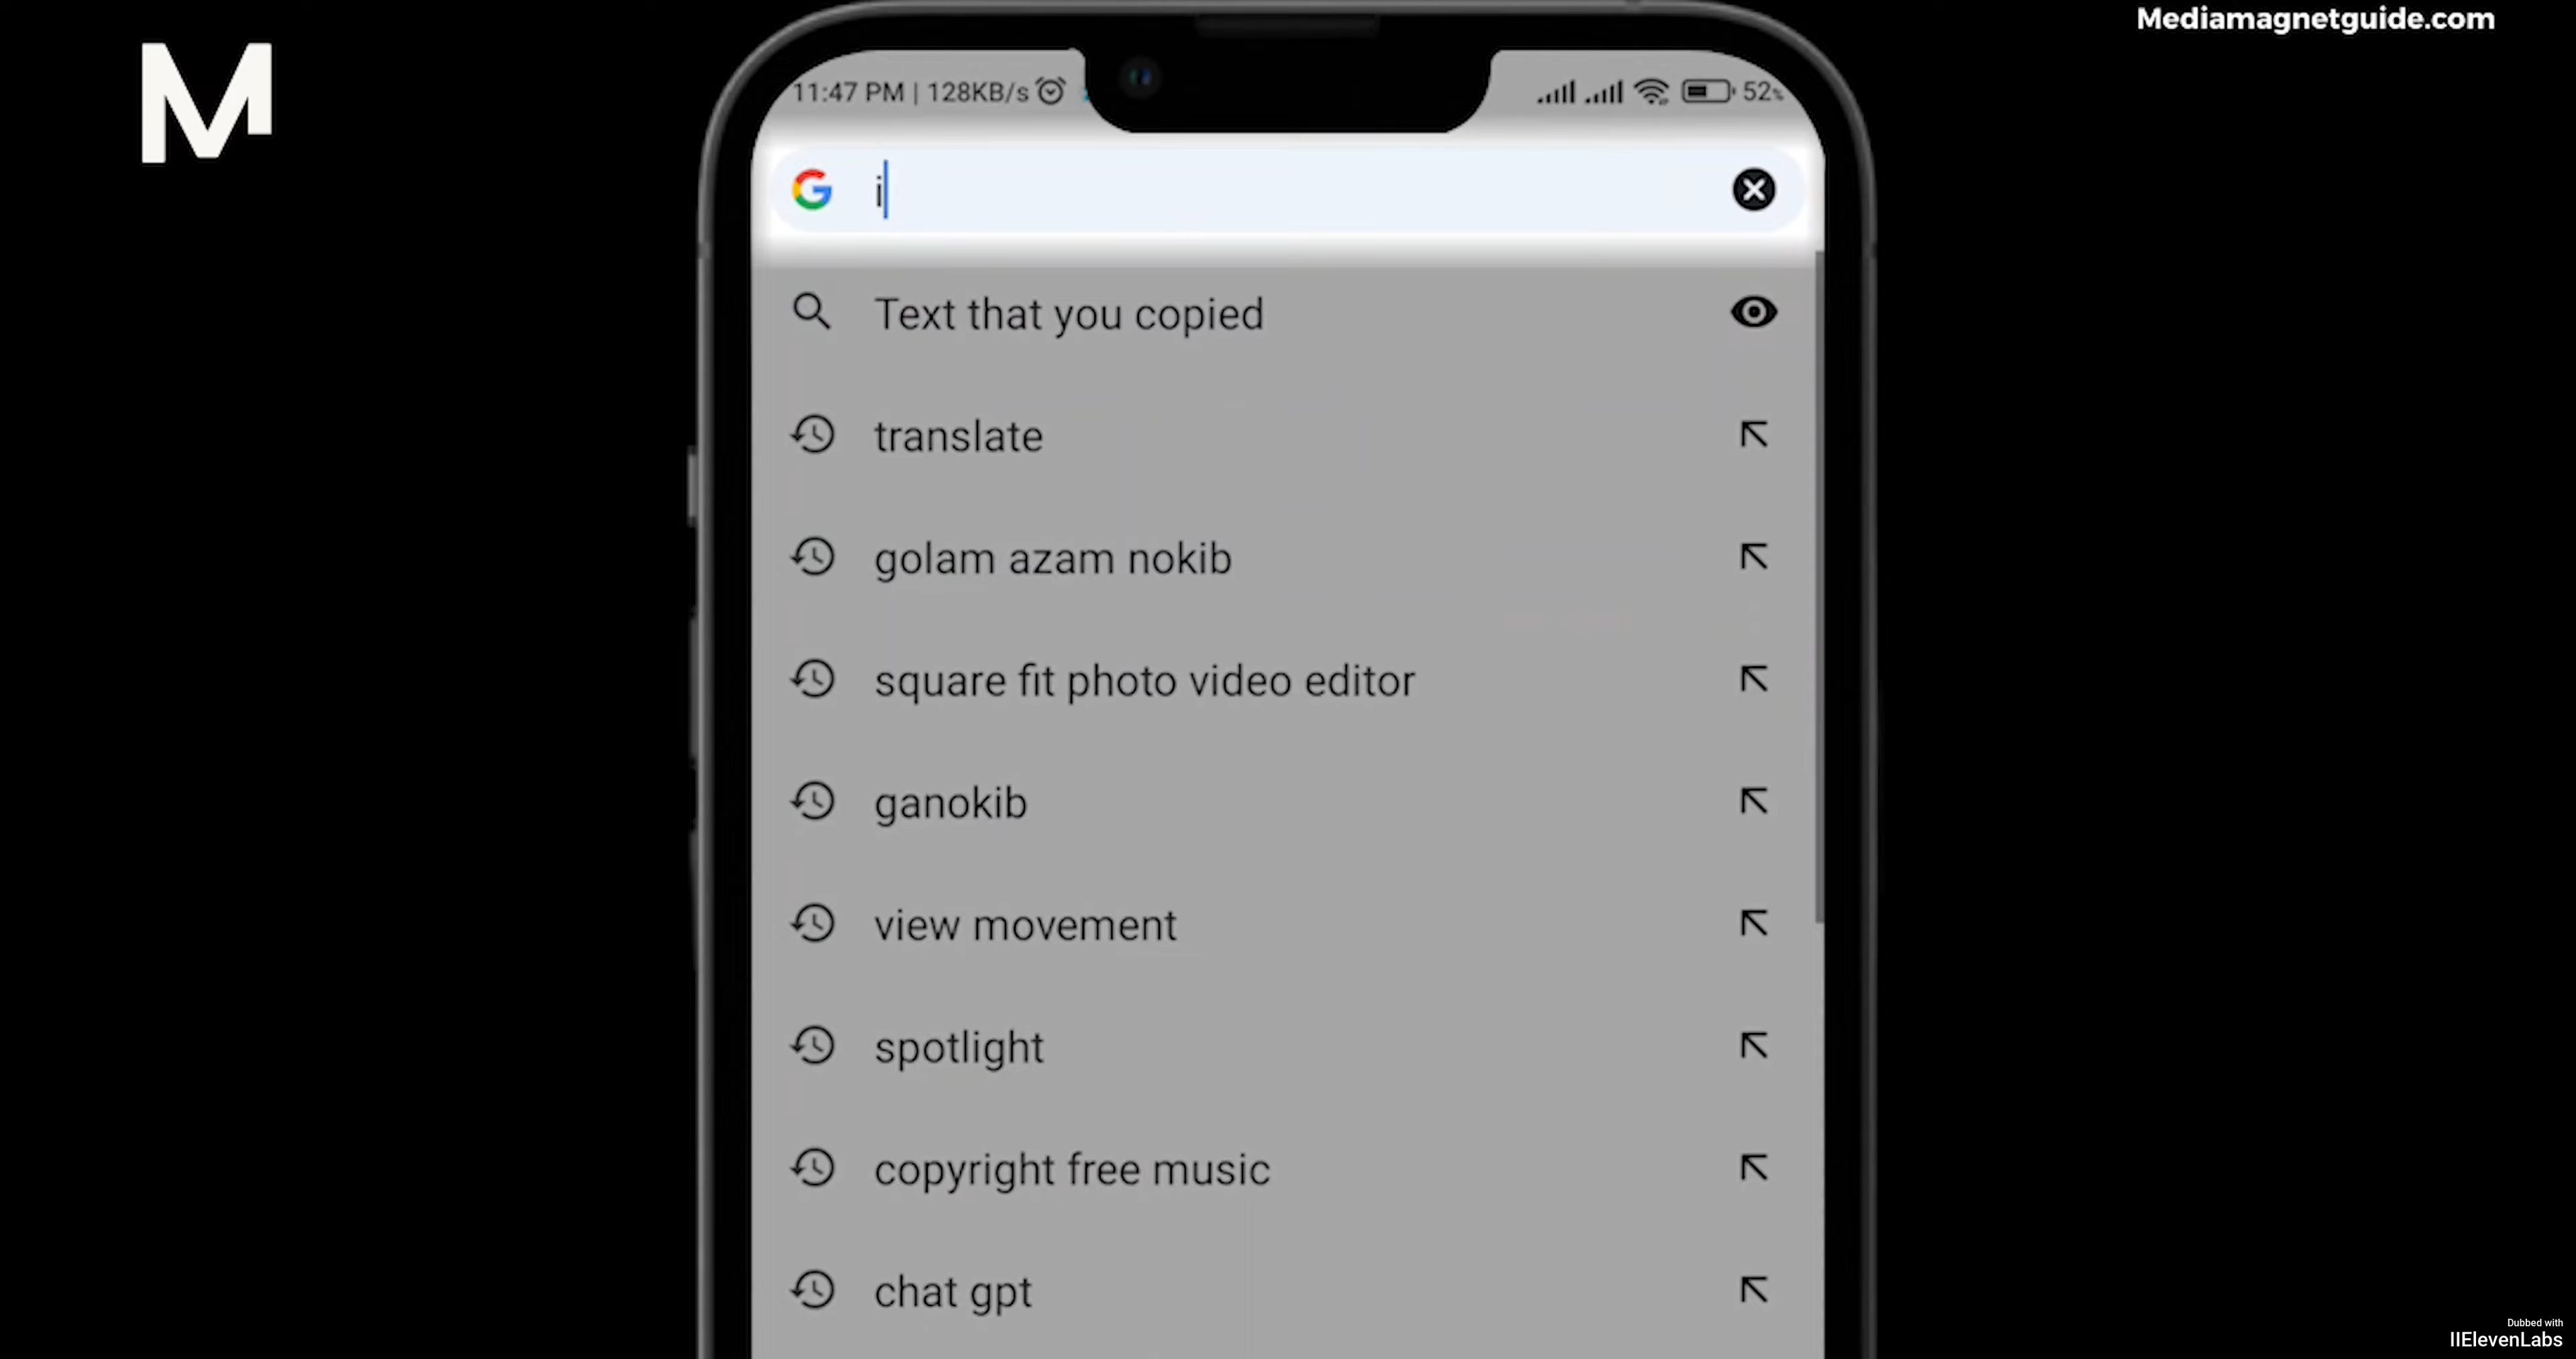 M
Mediamagnetguide.com
11:47 PM | 128KB/s
52%
i
Text that you copied
translate
golam azam nokib
square fit photo video editor
ganokib
view movement
spotlight
copyright free music
chat gpt
Dubbed with
IIElevenLabs